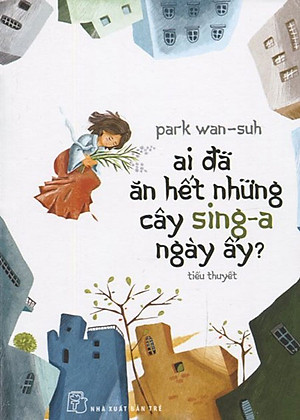 park wan-suh
ai đã
ăn hết những
cây sing-a
ngày ấy?
tiểu thuyết
NHÀ XUẤT BẢN TRẺ